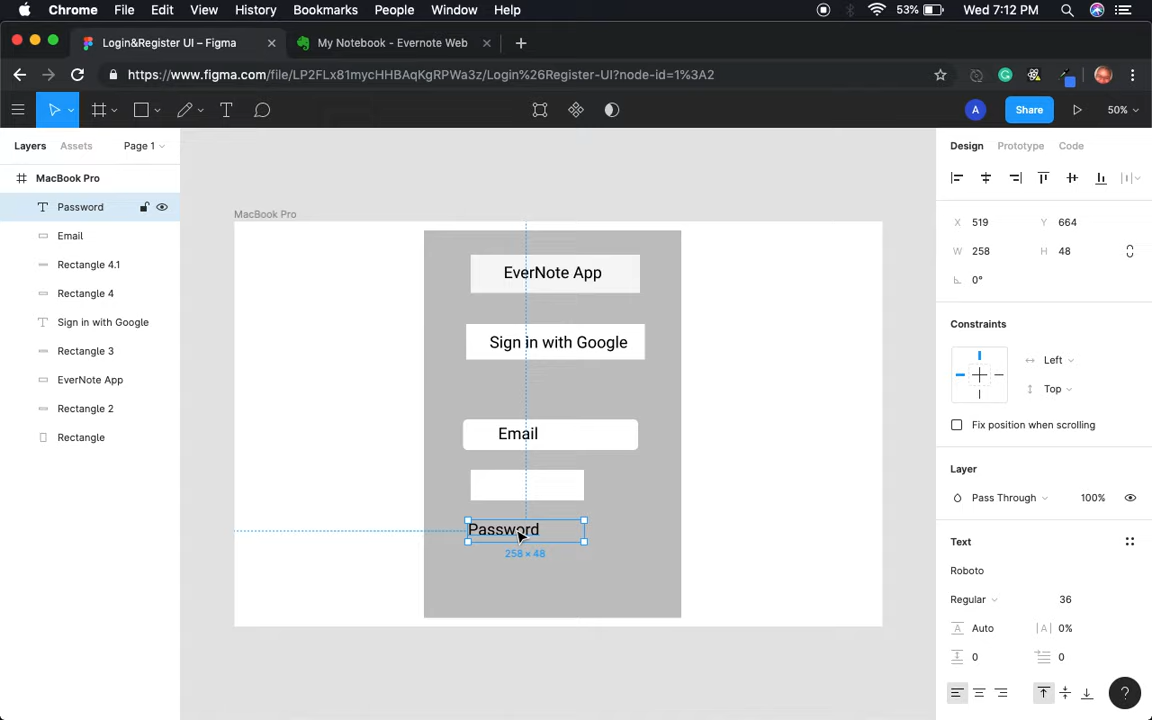 Chrome File Edit View History Bookmarks People Window Help 53% Wed 7:12 PM
Login&Register UI – Figma My Notebook - Evernote Web
https://www.figma.com/file/LP2FLx81mycHHBAqKgRPWa3z/Login%26Register-UI?node-id=1%3A2
A Share 50%
Layers Assets Page 1
MacBook Pro
Password
Email
Rectangle 4.1
Rectangle 4
Sign in with Google
Rectangle 3
EverNote App
Rectangle 2
Rectangle
MacBook Pro
EverNote App
Sign in with Google
Email
Password
258 × 48
Design Prototype Code
X 519 Y 664
W 258 H 48
0°
Constraints
Left
Top
Fix position when scrolling
Layer
Pass Through 100%
Text
Roboto
Regular 36
A Auto |A| 0%
0 0
?